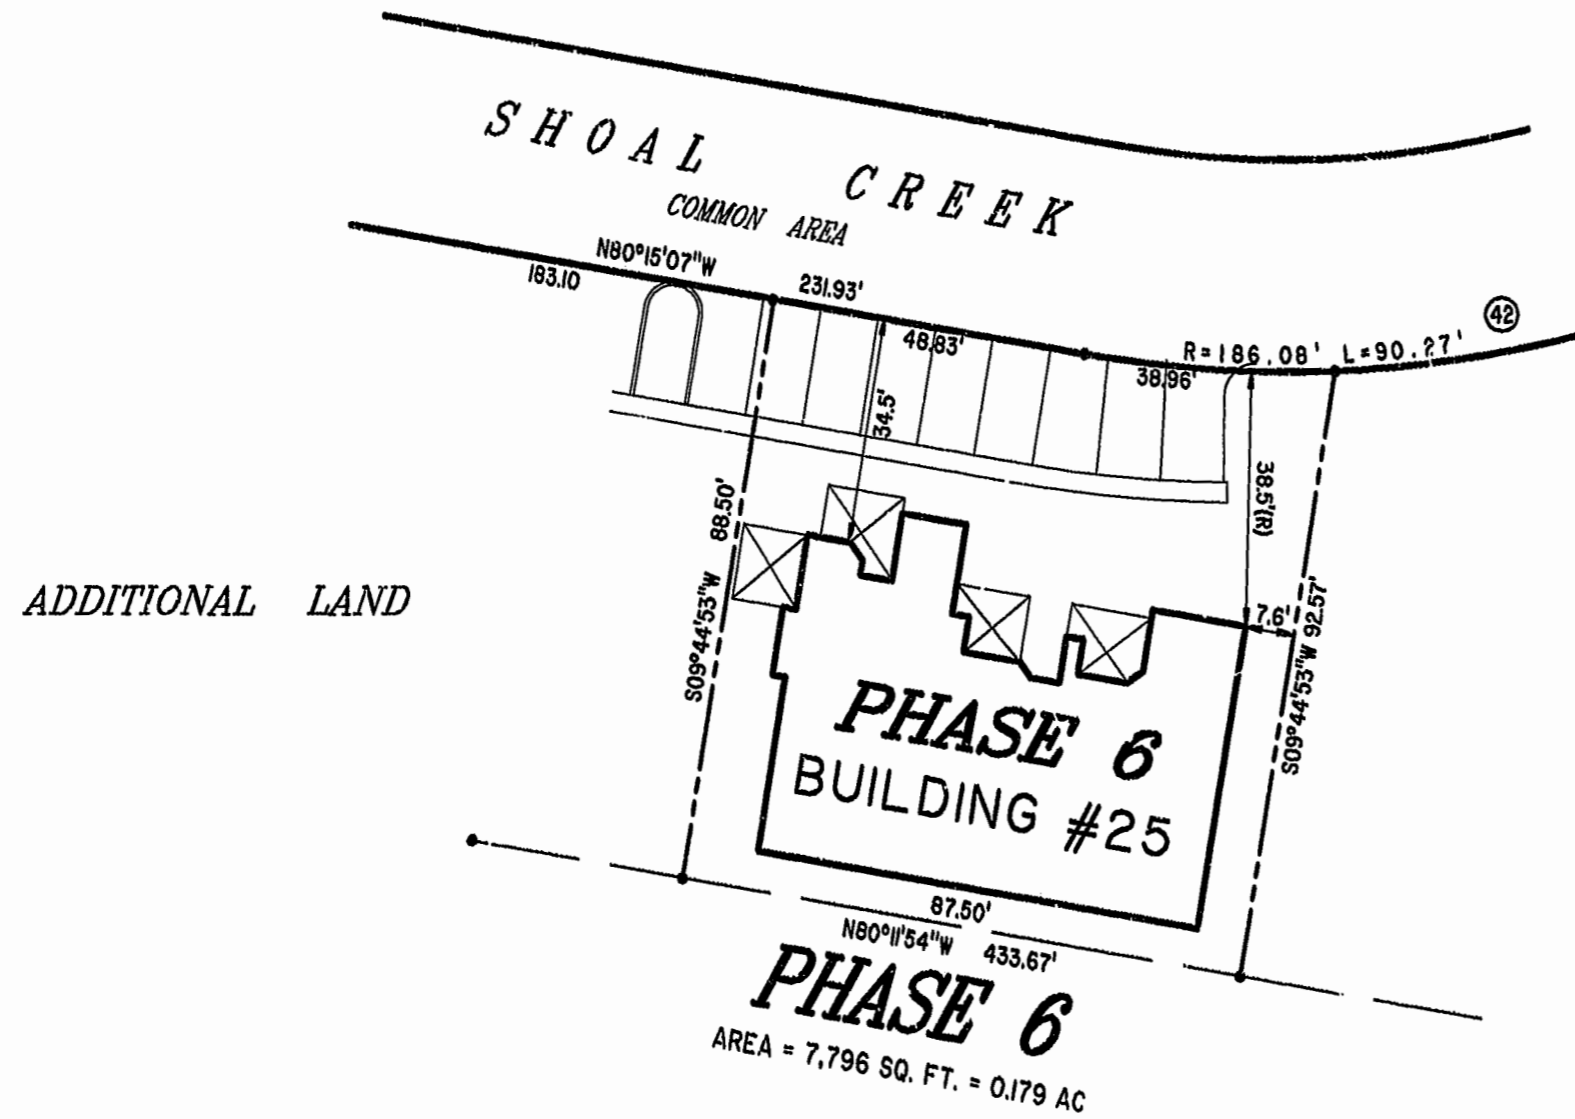 SHOAL CREEK
COMMON AREA
N80°15'07"W
183.10
231.93'
48.83'
R=186.08' L=90.27'
42
38.96'
34.5'
38.5'(R)
88.50'
S09°44'53"W
7.6'
S09°44'53"W 92.57'
ADDITIONAL LAND
PHASE 6
BUILDING #25
87.50'
N80°11'54"W 433.67'
PHASE 6
AREA = 7,796 SQ. FT. = 0.179 AC